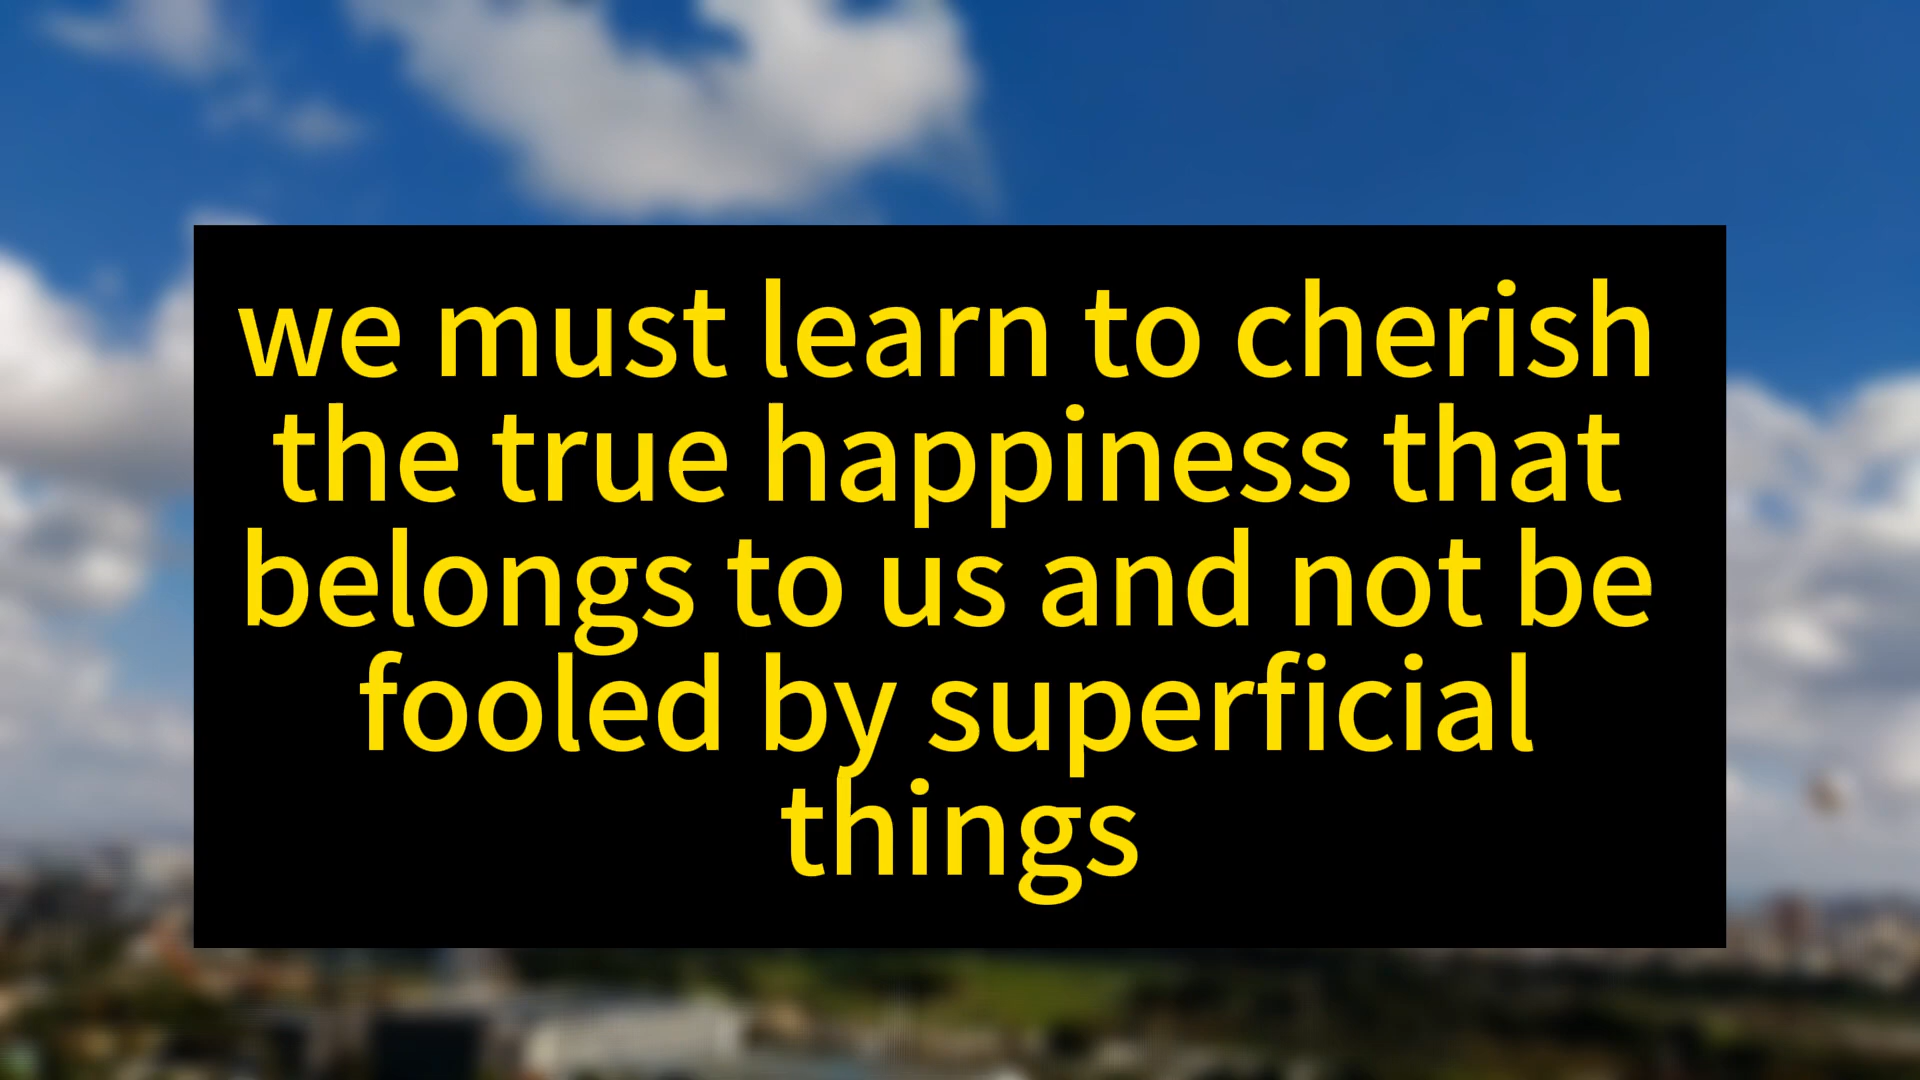 we must learn to cherish
the true happiness that
belongs to us and not be
fooled by superficial
things